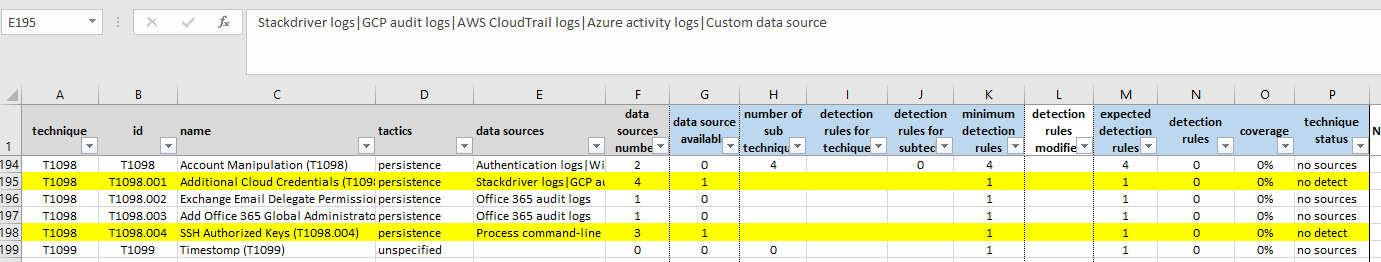 E195 fx Stackdriver logs|GCP audit logs|AWS CloudTrail logs|Azure activity logs|Custom data source
A B C D E F G H I J K L M N O P
1 technique id name tactics data sources data sources numbe data source availabl number of sub techniqu detection rules for techique detection rules for subtec minimum detection rules detection rules modifie expected detection rules detection rules coverage technique status N
194 T1098 T1098 Account Manipulation (T1098) persistence Authentication logs|Wi 2 0 4 0 4 4 0 0% no sources
195 T1098 T1098.001 Additional Cloud Credentials (T109 persistence Stackdriver logs|GCP au 4 1 1 1 0 0% no detect
196 T1098 T1098.002 Exchange Email Delegate Permission persistence Office 365 audit logs 1 0 1 1 0 0% no sources
197 T1098 T1098.003 Add Office 365 Global Administrato persistence Office 365 audit logs 1 0 1 1 0 0% no sources
198 T1098 T1098.004 SSH Authorized Keys (T1098.004) persistence Process command-line 3 1 1 1 0 0% no detect
199 T1099 T1099 Timestomp (T1099) unspecified 0 0 0 1 1 0 0% no sources